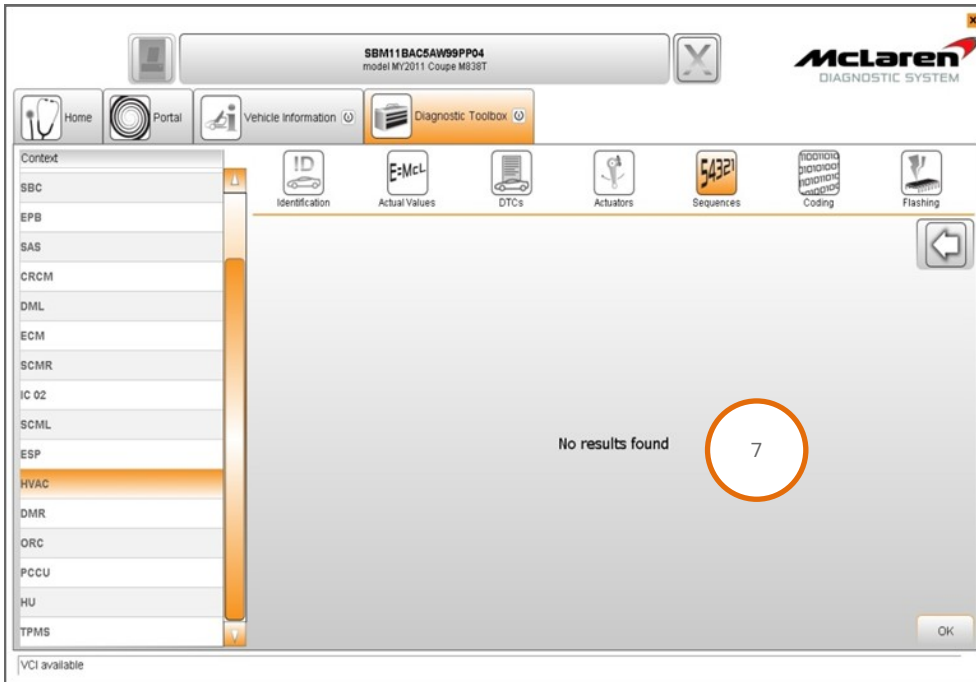 SBM11BAC5AW99PP04
model MY2011 Coupe M838T
McLaren
DIAGNOSTIC SYSTEM
Home
Portal
Vehicle Information
Diagnostic Toolbox
Context
SBC
EPB
SAS
CRCM
DML
ECM
SCMR
IC 02
SCML
ESP
HVAC
DMR
ORC
PCCU
HU
TPMS
ID
Identification
E=McL
Actual Values
DTCs
Actuators
54321
Sequences
Coding
Flashing
No results found
7
OK
VCI available